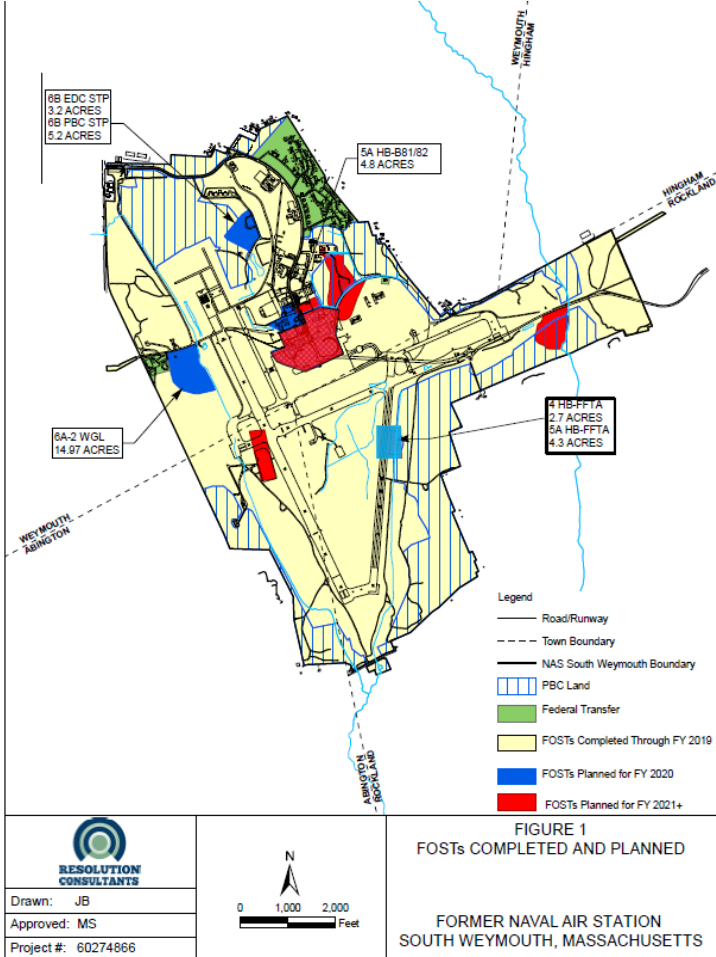 WEYMOUTH
HINGHAM
6B EDC STP
3.2 ACRES
6B PBC STP
5.2 ACRES
5A HB-B81/82
4.8 ACRES
HINGHAM
ROCKLAND
6A-2 WGL
14.97 ACRES
4 HB-FFTA
2.7 ACRES
5A HB-FFTA
4.3 ACRES
WEYMOUTH
ABINGTON
ABINGTON
ROCKLAND
Legend
Road/Runway
Town Boundary
NAS South Weymouth Boundary
PBC Land
Federal Transfer
FOSTs Completed Through FY 2019
FOSTs Planned for FY 2020
FOSTs Planned for FY 2021+
RESOLUTION
CONSULTANTS
Drawn: JB
Approved: MS
Project #: 60274866
N
0 1,000 2,000
Feet
FIGURE 1
FOSTs COMPLETED AND PLANNED
FORMER NAVAL AIR STATION
SOUTH WEYMOUTH, MASSACHUSETTS